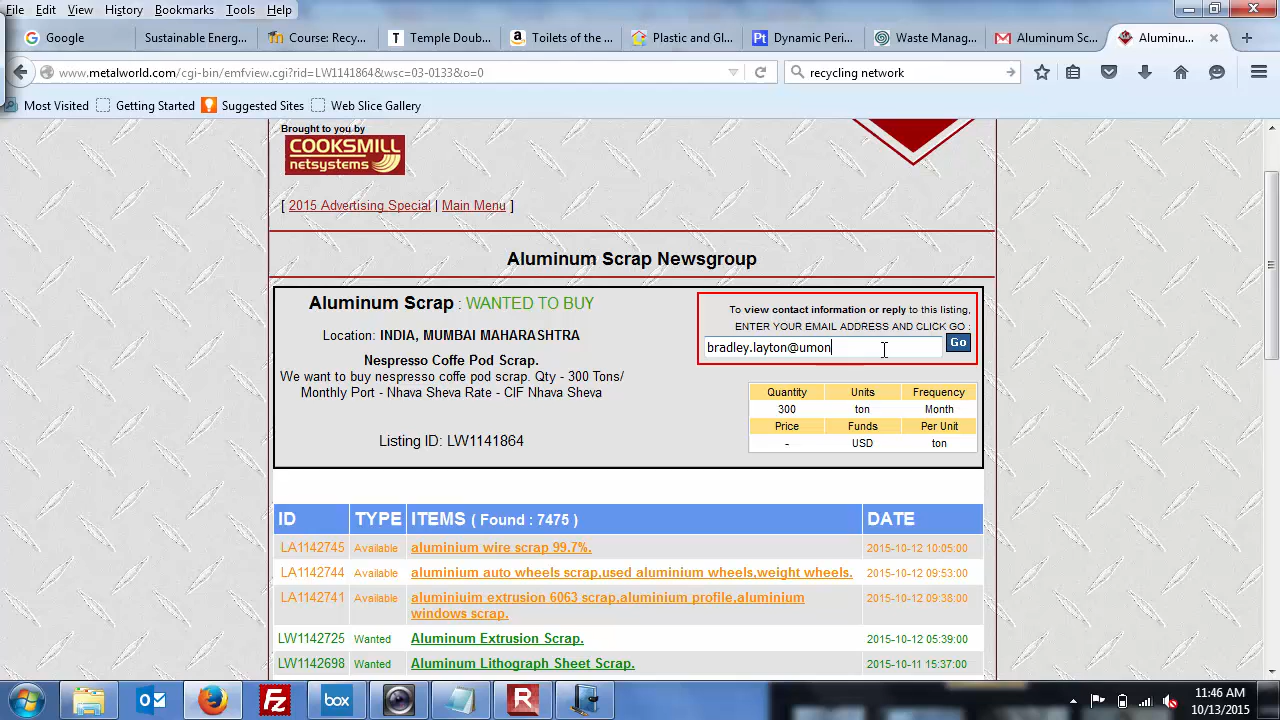 File Edit View History Bookmarks Tools Help
Google
Sustainable Energ...
Course: Recy...
Temple Doub...
Toilets of the ...
Plastic and Gl...
Dynamic Peri...
Waste Manag...
Aluminum Sc...
Aluminu...
www.metalworld.com/cgi-bin/emfview.cgi?rid=LW1141864&wsc=03-0133&o=0
recycling network
Most Visited Getting Started Suggested Sites Web Slice Gallery
Brought to you by
COOKSMILL
netsystems
[ 2015 Advertising Special | Main Menu ]
Aluminum Scrap Newsgroup
Aluminum Scrap : WANTED TO BUY
Location: INDIA, MUMBAI MAHARASHTRA
Nespresso Coffe Pod Scrap.
We want to buy nespresso coffe pod scrap. Qty - 300 Tons/
Monthly Port - Nhava Sheva Rate - CIF Nhava Sheva
Listing ID: LW1141864
To view contact information or reply to this listing,
ENTER YOUR EMAIL ADDRESS AND CLICK GO :
bradley.layton@umon Go
Quantity Units Frequency
300 ton Month
Price Funds Per Unit
- USD ton
ID TYPE ITEMS ( Found : 7475 ) DATE
LA1142745 Available aluminium wire scrap 99.7%. 2015-10-12 10:05:00
LA1142744 Available aluminium auto wheels scrap,used aluminium wheels,weight wheels. 2015-10-12 09:53:00
LA1142741 Available aluminiuim extrusion 6063 scrap,aluminium profile,aluminium 2015-10-12 09:38:00
windows scrap.
LW1142725 Wanted Aluminum Extrusion Scrap. 2015-10-12 05:39:00
LW1142698 Wanted Aluminum Lithograph Sheet Scrap. 2015-10-11 15:37:00
box
11:46 AM
10/13/2015